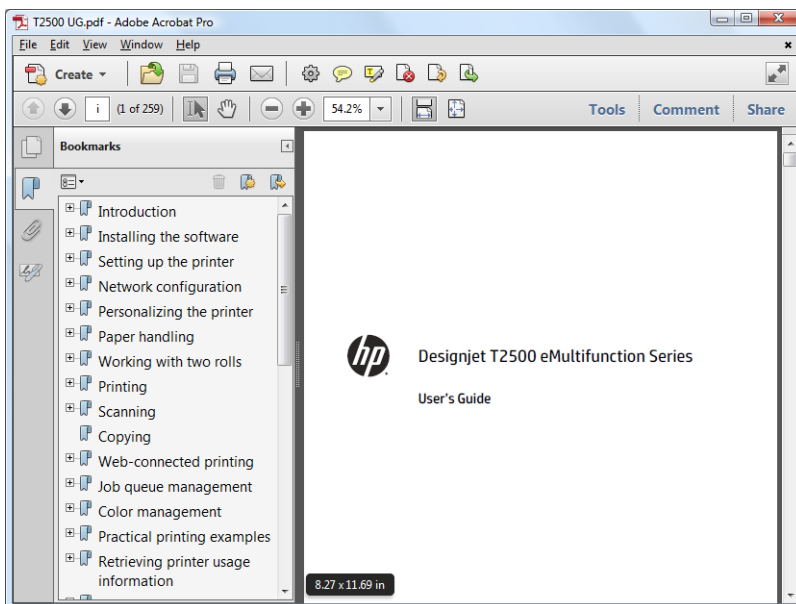 T2500 UG.pdf - Adobe Acrobat Pro
File Edit View Window Help
Create
i (1 of 259) 54.2% Tools Comment Share
Bookmarks
Introduction
Installing the software
Setting up the printer
Network configuration
Personalizing the printer
Paper handling
Working with two rolls
Printing
Scanning
Copying
Web-connected printing
Job queue management
Color management
Practical printing examples
Retrieving printer usage
information
hp
Designjet T2500 eMultifunction Series
User's Guide
8.27 x 11.69 in